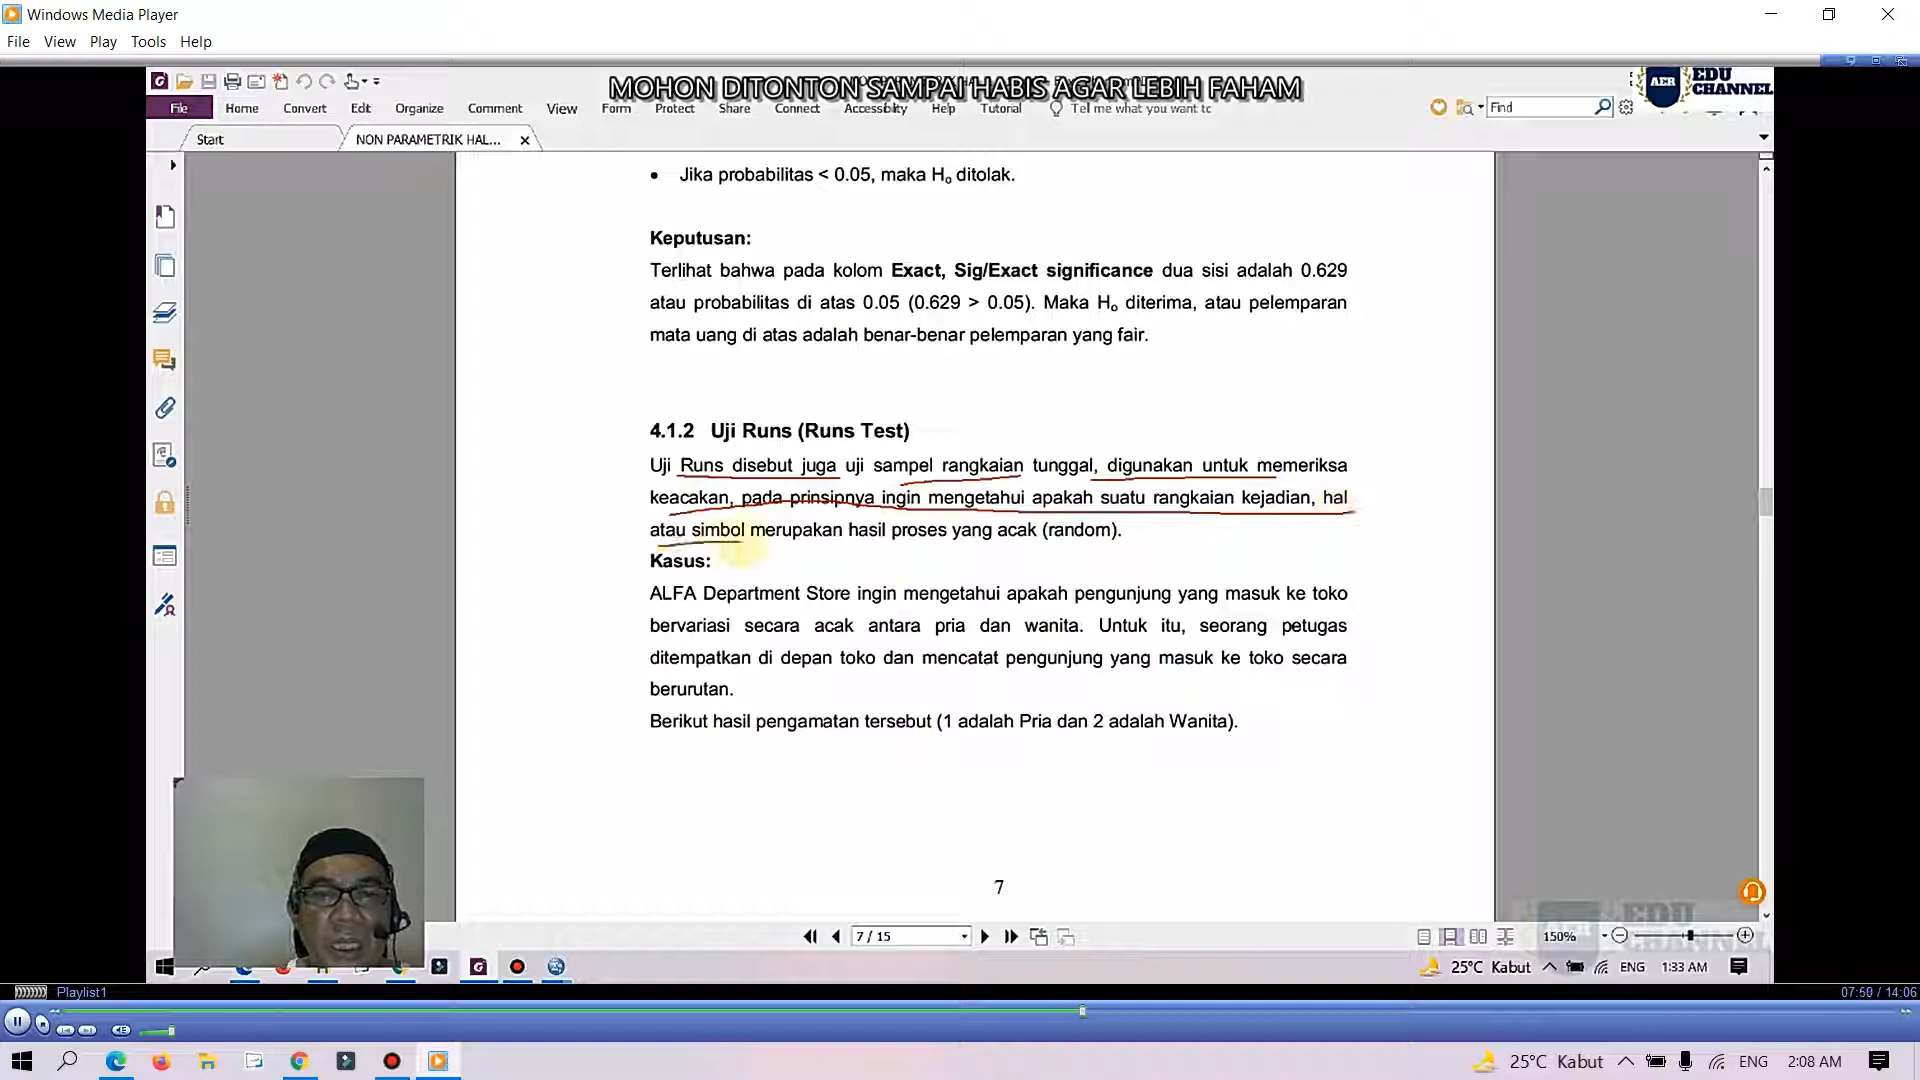 Windows Media Player
File View Play Tools Help
MOHON DITONTON SAMPAI HABIS AGAR LEBIH FAHAM
AER EDU CHANNEL
File Home Convert Edit Organize Comment View Form Protect Share Connect Accessibility Help Tutorial Tell me what you want to Find
Start NON PARAMETRIK HAL...
• Jika probabilitas < 0.05, maka Ho ditolak.
Keputusan:
Terlihat bahwa pada kolom Exact, Sig/Exact significance dua sisi adalah 0.629
atau probabilitas di atas 0.05 (0.629 > 0.05). Maka Ho diterima, atau pelemparan
mata uang di atas adalah benar-benar pelemparan yang fair.
4.1.2 Uji Runs (Runs Test)
Uji Runs disebut juga uji sampel rangkaian tunggal, digunakan untuk memeriksa
keacakan, pada prinsipnya ingin mengetahui apakah suatu rangkaian kejadian, hal
atau simbol merupakan hasil proses yang acak (random).
Kasus:
ALFA Department Store ingin mengetahui apakah pengunjung yang masuk ke toko
bervariasi secara acak antara pria dan wanita. Untuk itu, seorang petugas
ditempatkan di depan toko dan mencatat pengunjung yang masuk ke toko secara
berurutan.
Berikut hasil pengamatan tersebut (1 adalah Pria dan 2 adalah Wanita).
7
7 / 15 150%
EDU CHANNEL
25°C Kabut ENG 1:33 AM
Playlist1 07:50 / 14:06
25°C Kabut ENG 2:08 AM